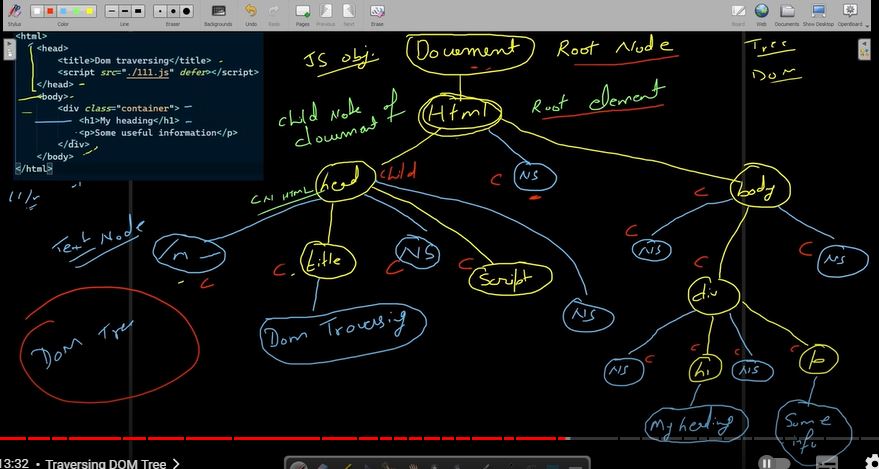 Stylus
Color
Line
Eraser
Backgrounds
Undo
Redo
Pages
Previous
Next
Erase
Board
Web
Documents
Show Desktop
OpenBoard
<html>
<head>
<title>Dom traversing</title>
<script src="./111.js" defer></script>
</head>
<body>
<div class="container">
<h1>My heading</h1>
<p>Some useful information</p>
</div>
</body>
</html>
JS obj.
Document
Root Node
Tree
DOM
Child Node of
document
Html
Root element
CN HTML
head
child
C
NS
C
body
Text Node
\n
C
C
title
C
NS
C
script
C
NS
C
NS
C
div
NS
Dom Traversing
DOM Tree
NS
C
C
h1
C
NS
C
p
My heading
Some
info
13:32 • Traversing DOM Tree >